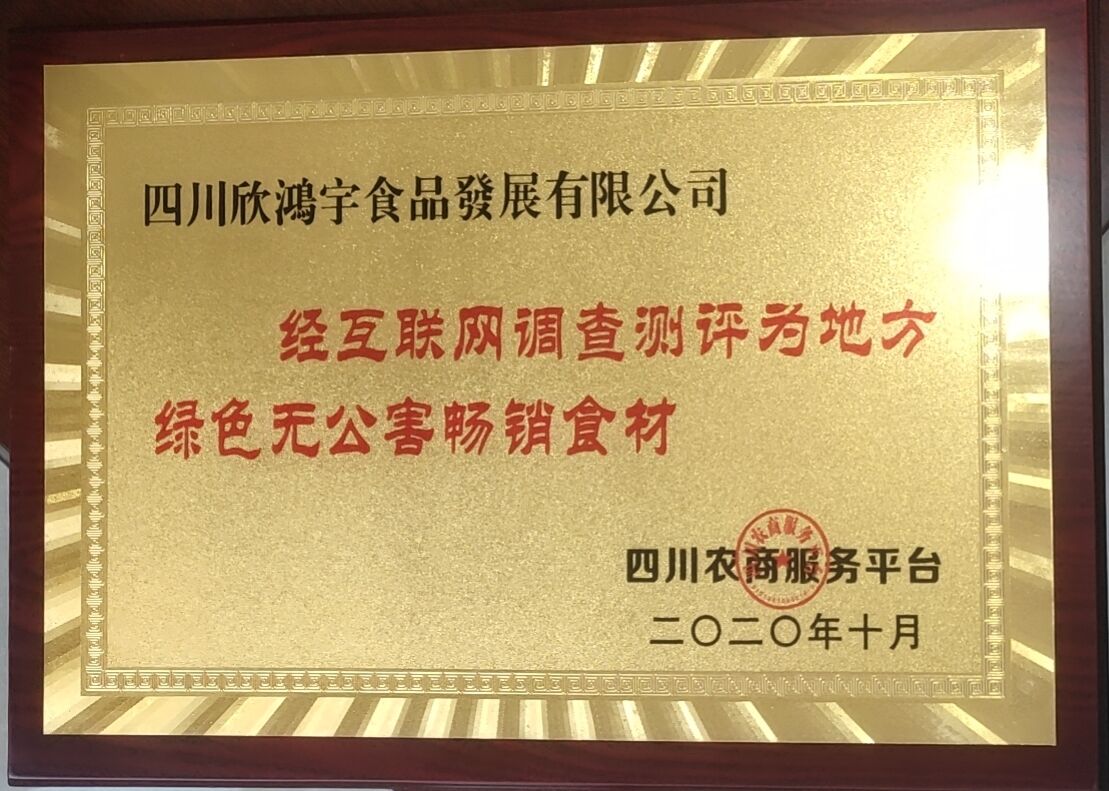 四川欣鴻宇食品發展有限公司
经互联网调查测评为地方
绿色无公害畅销食材
四川农商服务平台
二〇二〇年十月